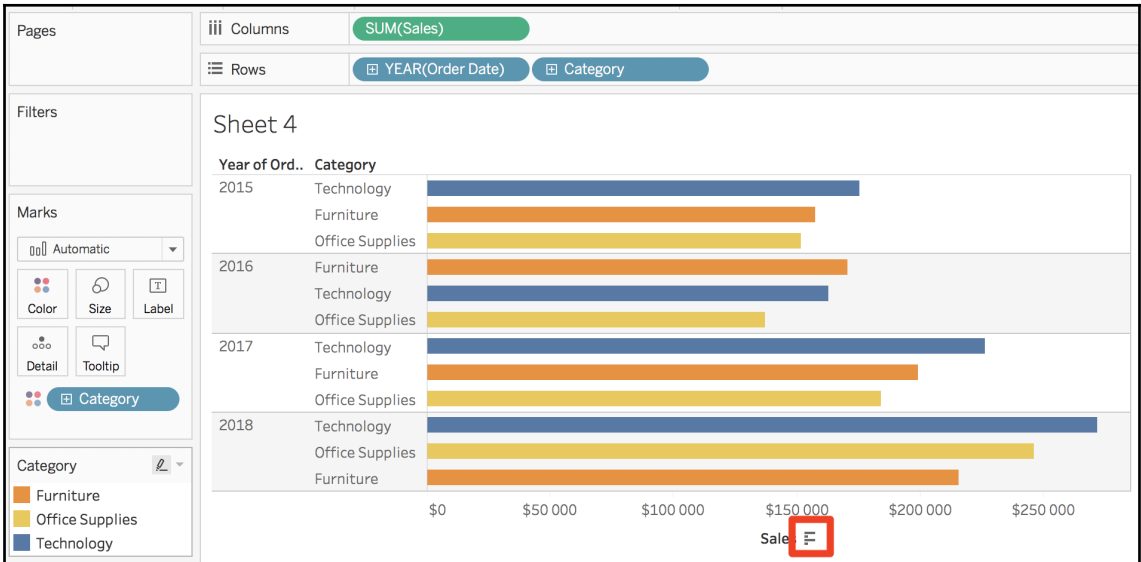 Pages
Columns
SUM(Sales)
Rows
YEAR(Order Date)
Category
Filters
Sheet 4
Year of Ord.. Category
2015
Technology
Furniture
Office Supplies
2016
Furniture
Technology
Office Supplies
2017
Technology
Furniture
Office Supplies
2018
Technology
Office Supplies
Furniture
$0 $50 000 $100 000 $150 000 $200 000 $250 000
Sales
Marks
Automatic
Color Size Label
T
Detail Tooltip
Category
Category
Furniture
Office Supplies
Technology